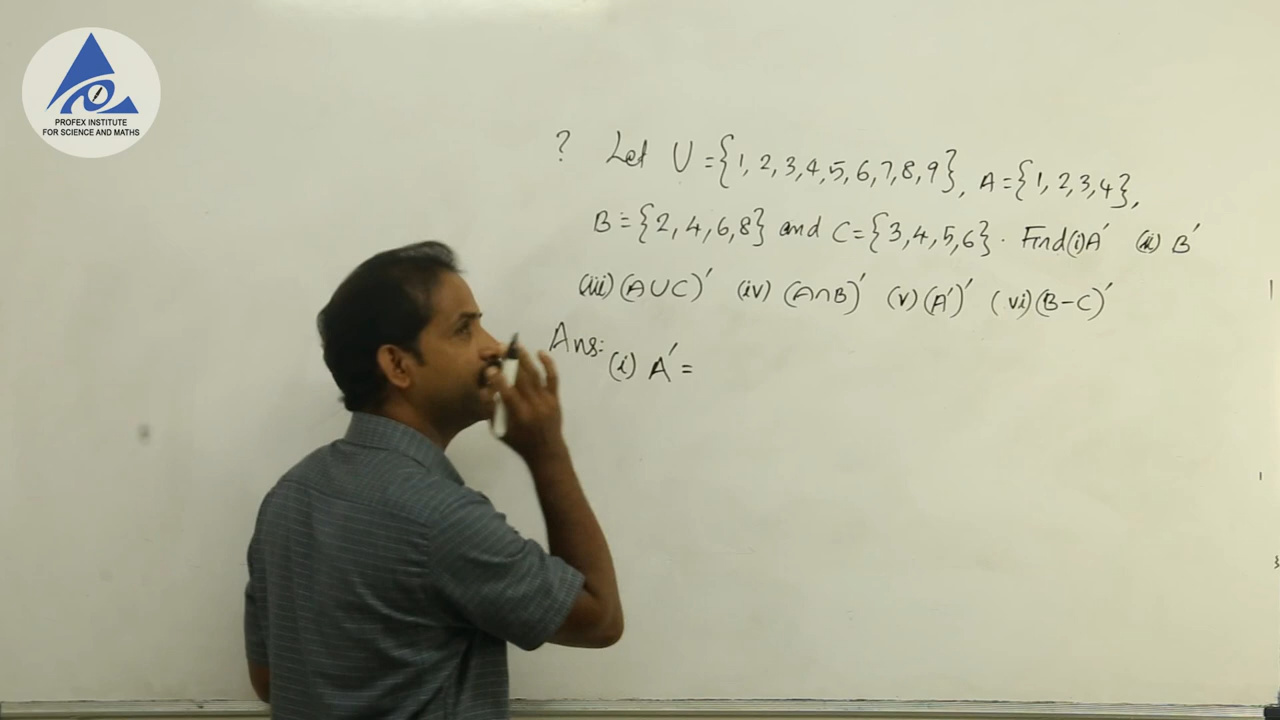 PROFEX INSTITUTE
FOR SCIENCE AND MATHS
? Let U = {1, 2, 3, 4, 5, 6, 7, 8, 9}, A = {1, 2, 3, 4},
B = {2, 4, 6, 8} and C = {3, 4, 5, 6}. Find (i) A′ (ii) B′
(iii) (A∪C)′ (iv) (A∩B)′ (v) (A′)′ (vi) (B−C)′
Ans:
(i) A′ =